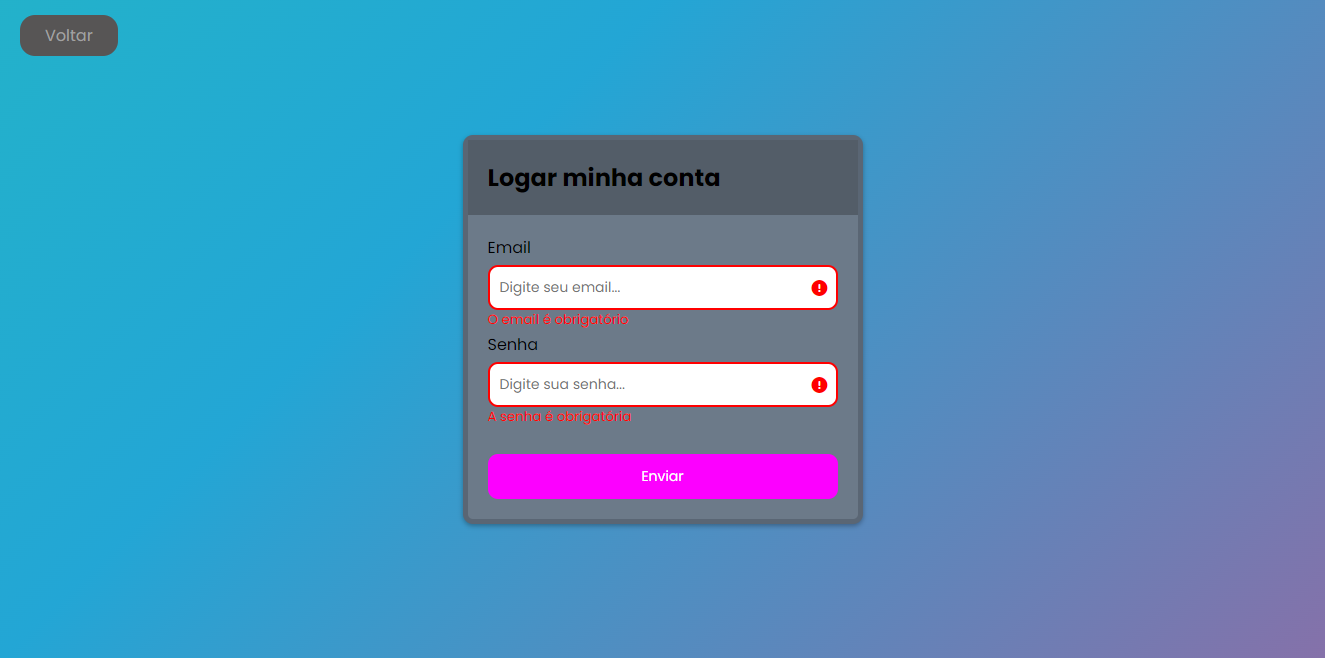 Voltar
Logar minha conta
Email
Digite seu email...
O email é obrigatório
Senha
Digite sua senha...
A senha é obrigatória
Enviar